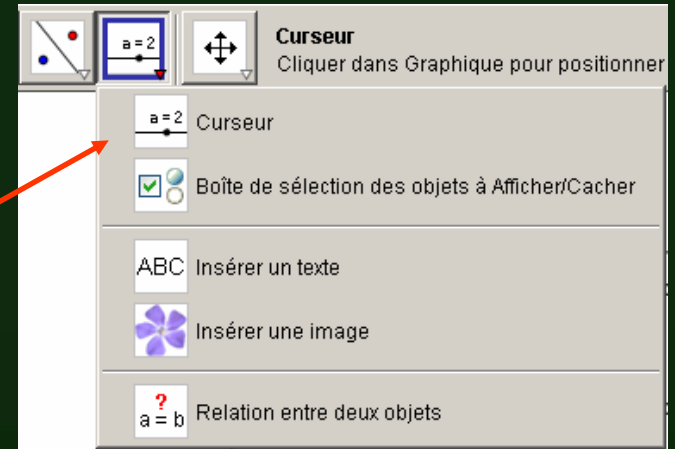 a = 2
Curseur
Cliquer dans Graphique pour positionner
a = 2 Curseur
Boîte de sélection des objets à Afficher/Cacher
ABC Insérer un texte
Insérer une image
?
a = b Relation entre deux objets